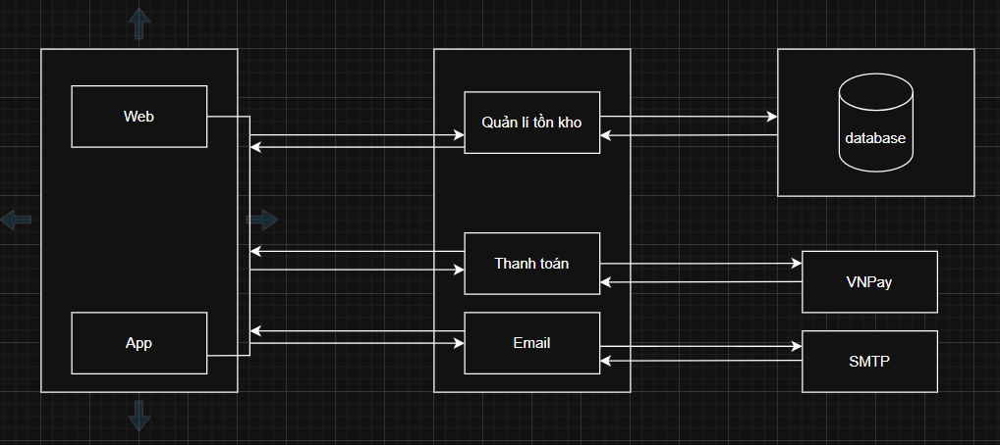 Web
Quản lí tồn kho
database
Thanh toán
VNPay
App
Email
SMTP